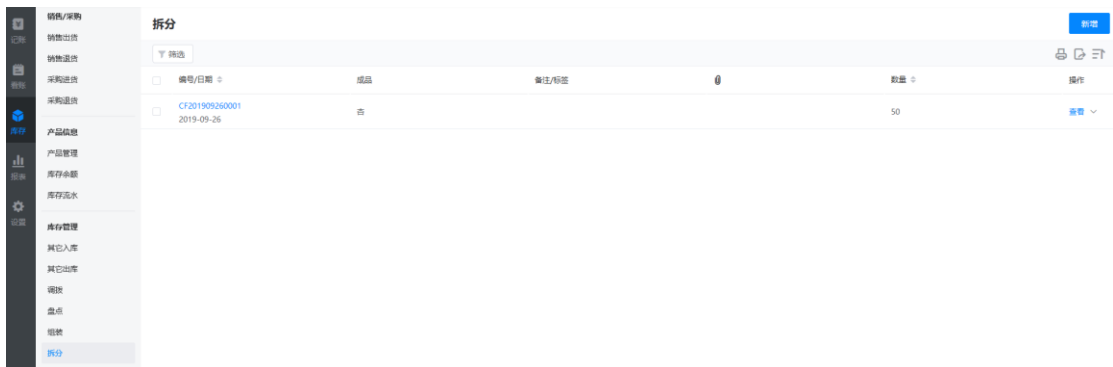 记账
账账
库存
报表
设置
销售/采购
销售出货
销售退货
采购进货
采购退货
产品信息
产品管理
库存余额
库存流水
库存管理
其它入库
其它出库
调拨
盘点
组装
拆分
拆分
新增
筛选
编号/日期 成品 备注/标签 数量 操作
CF201909260001 杏 50 查看
2019-09-26